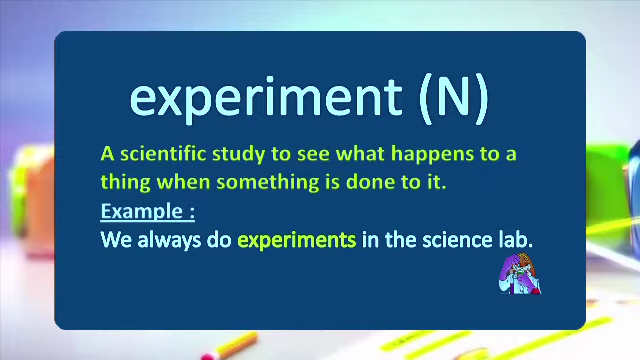 experiment (N)
A scientific study to see what happens to a
thing when something is done to it.
Example :
We always do experiments in the science lab.